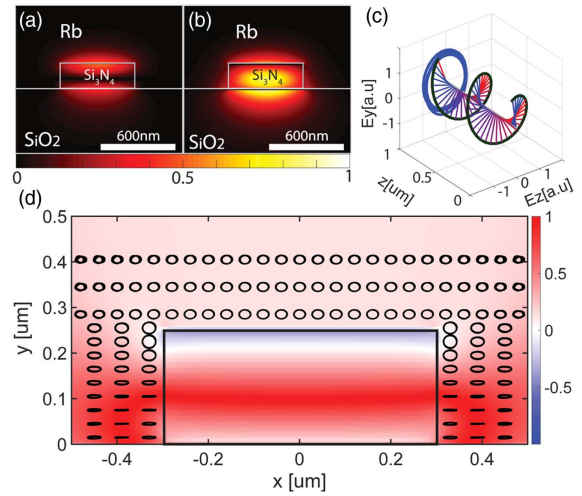 (a)
Rb
Si3N4
SiO2
600nm
(b)
Rb
Si3N4
SiO2
600nm
0
0.5
1
(c)
Ey[a.u]
1
0
-1
1
0.5
0
z[um]
-1
0
1
Ez[a.u]
(d)
y [um]
0.5
0.4
0.3
0.2
0.1
0
-0.4
-0.2
0
0.2
0.4
x [um]
1
0.5
0
-0.5